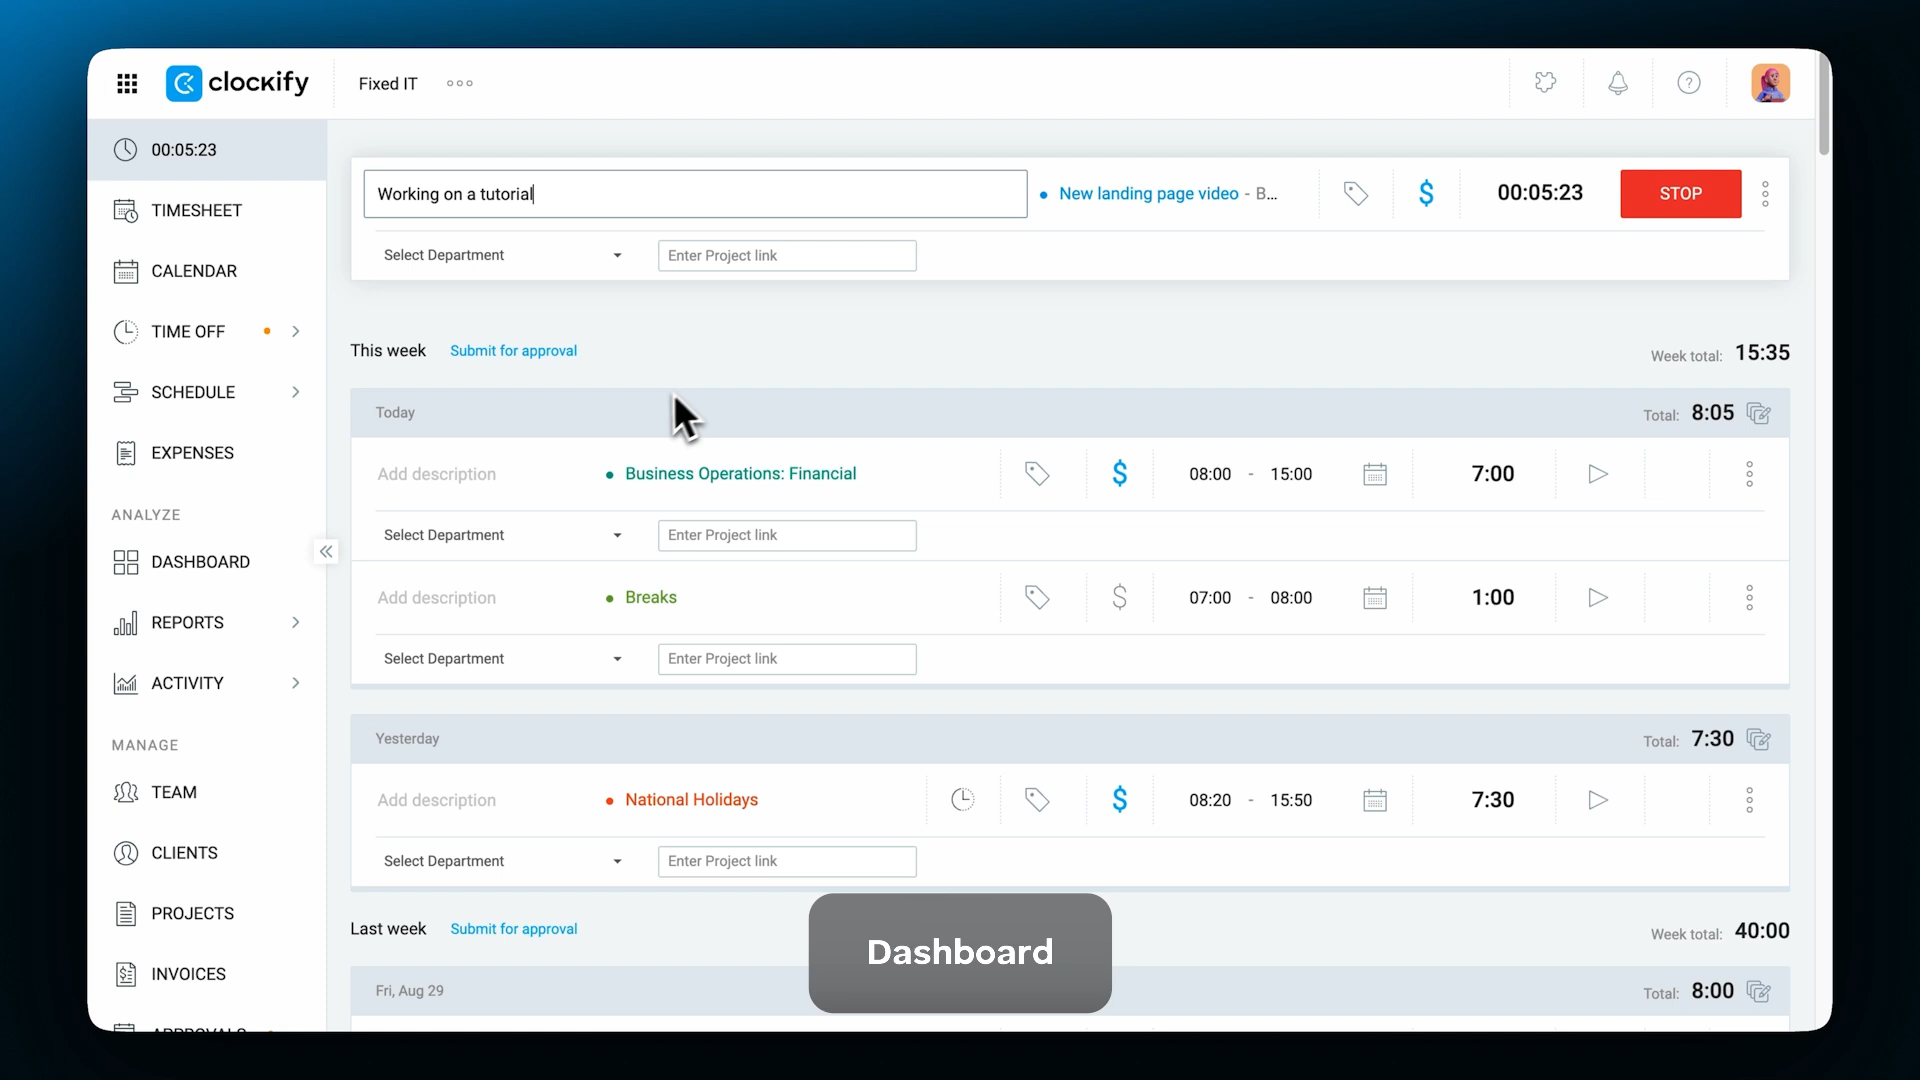 clockify
Fixed IT
00:05:23
TIMESHEET
CALENDAR
TIME OFF
SCHEDULE
EXPENSES
ANALYZE
DASHBOARD
REPORTS
ACTIVITY
MANAGE
TEAM
CLIENTS
PROJECTS
INVOICES
APPROVALS
Working on a tutorial
New landing page video - B...
$
00:05:23
STOP
Select Department
Enter Project link
This week
Submit for approval
Week total: 15:35
Today
Total: 8:05
Add description
Business Operations: Financial
$
08:00 - 15:00
7:00
Select Department
Enter Project link
Add description
Breaks
$
07:00 - 08:00
1:00
Select Department
Enter Project link
Yesterday
Total: 7:30
Add description
National Holidays
$
08:20 - 15:50
7:30
Select Department
Enter Project link
Last week
Submit for approval
Week total: 40:00
Fri, Aug 29
Total: 8:00
Dashboard